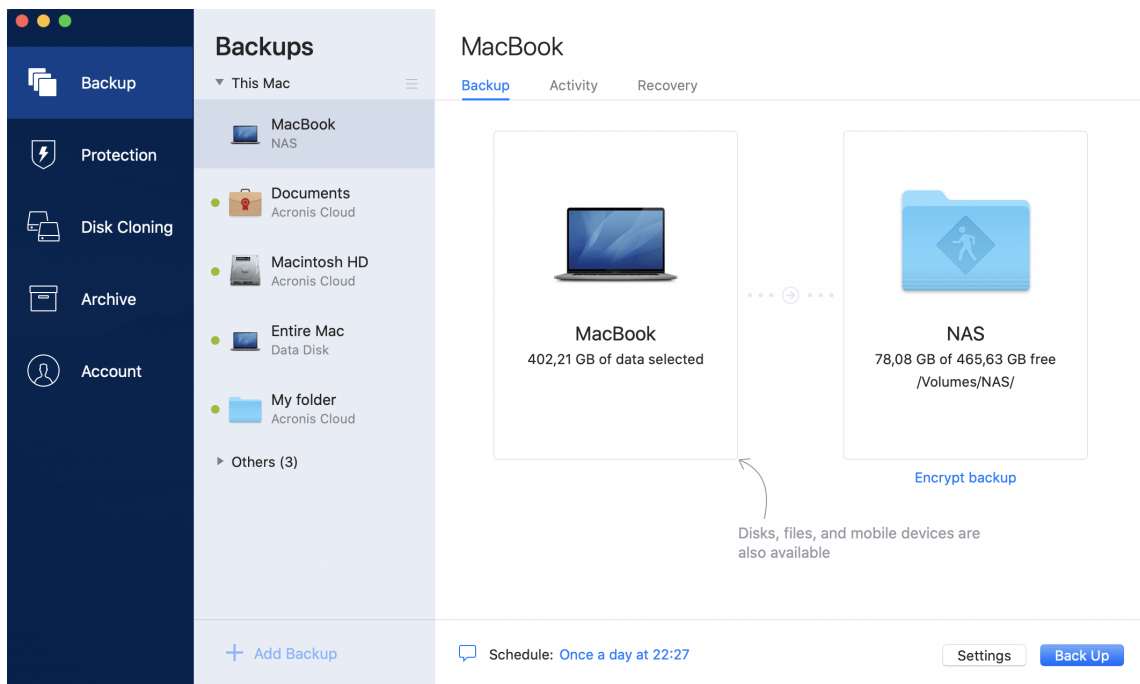 Backup
Protection
Disk Cloning
Archive
Account
Backups
This Mac
MacBook
NAS
Documents
Acronis Cloud
Macintosh HD
Acronis Cloud
Entire Mac
Data Disk
My folder
Acronis Cloud
Others (3)
Add Backup
MacBook
Backup Activity Recovery
MacBook
402,21 GB of data selected
NAS
78,08 GB of 465,63 GB free
/Volumes/NAS/
Encrypt backup
Disks, files, and mobile devices are
also available
Schedule: Once a day at 22:27
Settings
Back Up